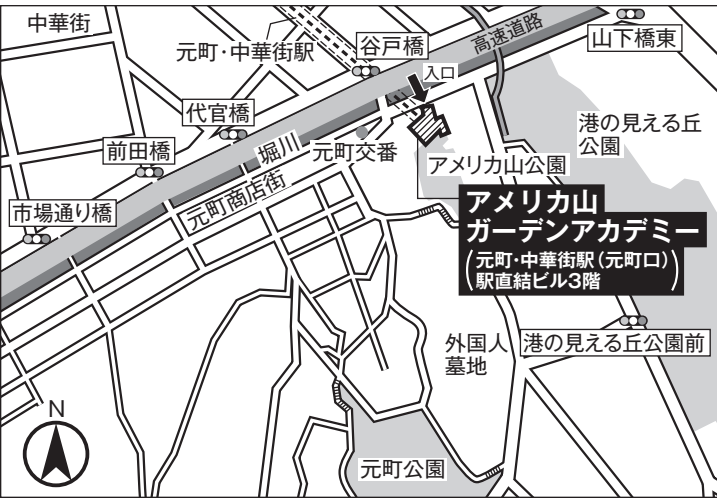 中華街
元町・中華街駅
谷戸橋
高速道路
山下橋東
入口
代官橋
前田橋
堀川
元町交番
港の見える丘
公園
アメリカ山公園
元町商店街
市場通り橋
アメリカ山
ガーデンアカデミー
(元町・中華街駅(元町口)
駅直結ビル3階)
外国人
墓地
港の見える丘公園前
N
元町公園